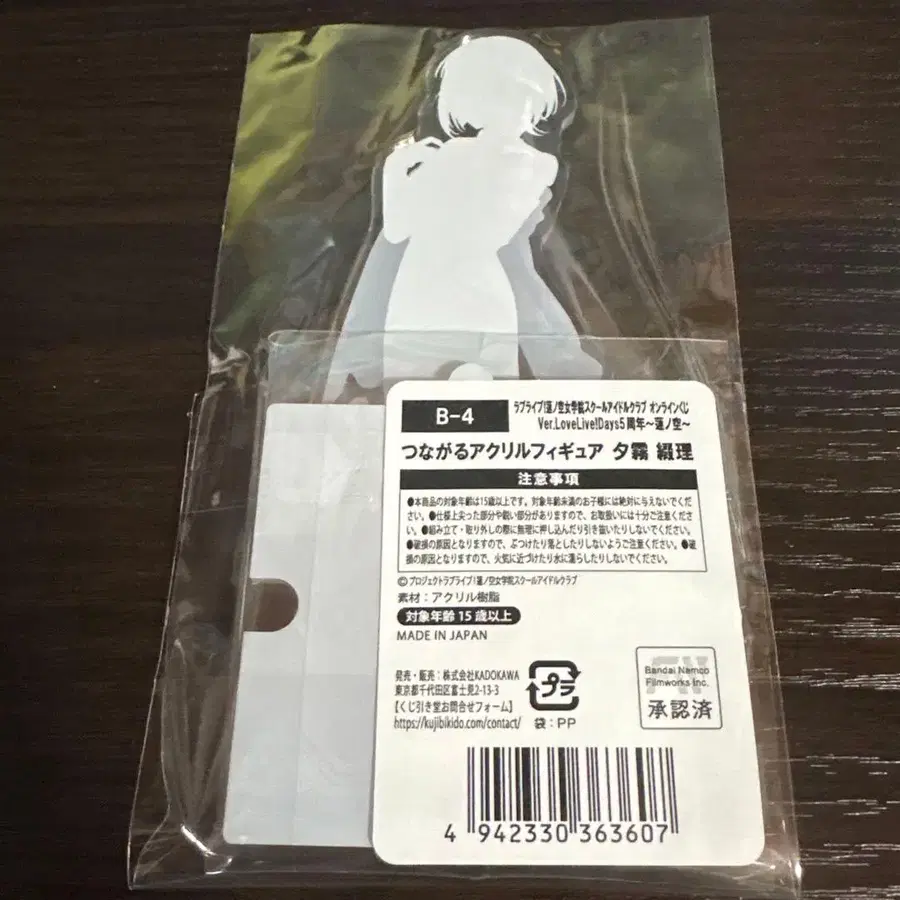 B-4
ラブライブ!蓮ノ空女学院スクールアイドルクラブ オンラインくじ
Ver.LoveLive!Days5周年～蓮ノ空～
つながるアクリルフィギュア 夕霧 綴理
注意事項
●本商品の対象年齢は15歳以上です。対象年齢未満のお子様には絶対に与えないでくだ
さい。●仕様上尖った部分や鋭い部分がありますので、お取扱いには十分ご注意くださ
い。●組み立て・取り外しの際に無理に押し込んだり引き抜いたりしないでください。
●破損の原因となりますので、ぶつけたり落としたりしないようご注意ください。●破
損の原因となりますので、火気に近づけたり水に濡らしたりしないでください。
©プロジェクトラブライブ!蓮ノ空女学院スクールアイドルクラブ
素材：アクリル樹脂
対象年齢15歳以上
MADE IN JAPAN
発売・販売：株式会社KADOKAWA
東京都千代田区富士見2-13-3
【くじ引き堂お問合せフォーム】
https://kujibikido.com/contact/
プラ
袋：PP
Bandai Namco
Filmworks Inc.
承認済
4 942330 363607